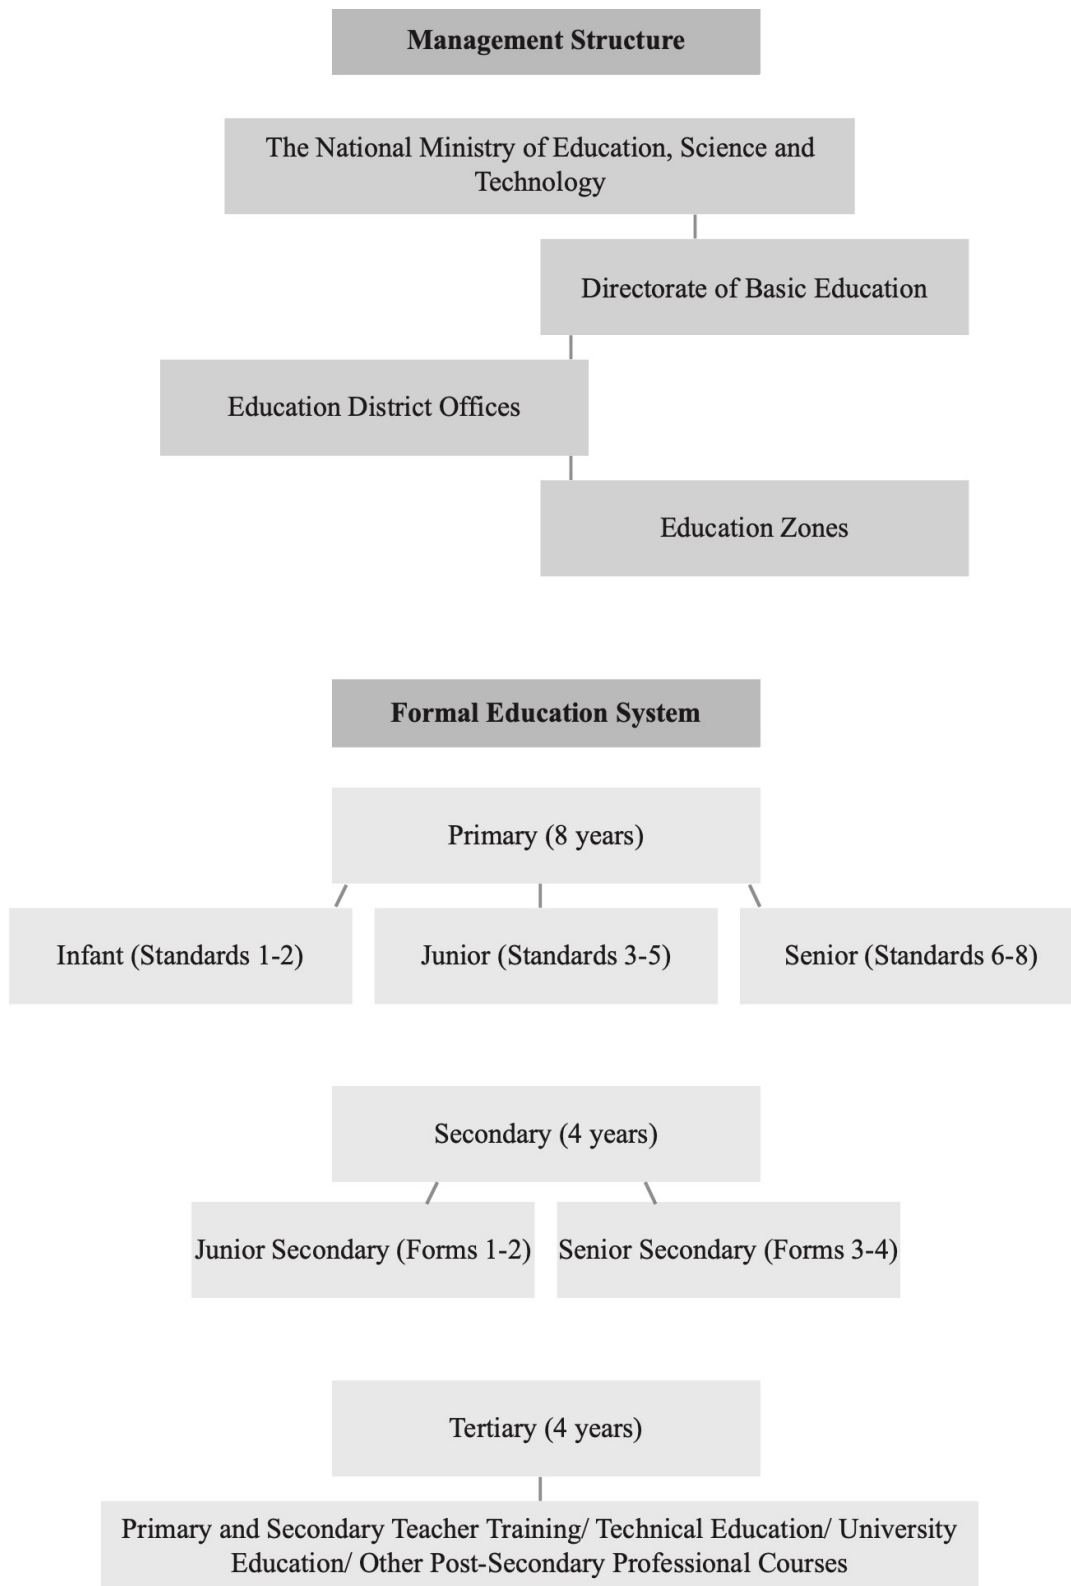 Management Structure
The National Ministry of Education, Science and
Technology
Directorate of Basic Education
Education District Offices
Education Zones
Formal Education System
Primary (8 years)
Infant (Standards 1-2)
Junior (Standards 3-5)
Senior (Standards 6-8)
Secondary (4 years)
Junior Secondary (Forms 1-2)
Senior Secondary (Forms 3-4)
Tertiary (4 years)
Primary and Secondary Teacher Training/ Technical Education/ University
Education/ Other Post-Secondary Professional Courses